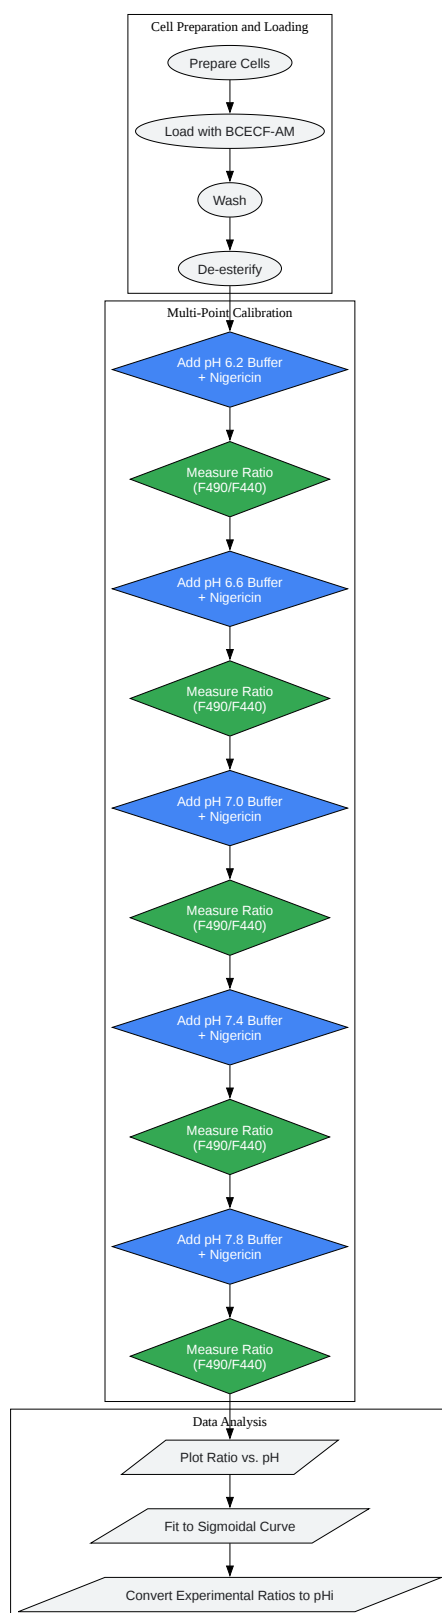 Cell Preparation and Loading
Prepare Cells
Load with BCECF-AM
Wash
De-esterify
Multi-Point Calibration
Add pH 6.2 Buffer
+ Nigericin
Measure Ratio
(F490/F440)
Add pH 6.6 Buffer
+ Nigericin
Measure Ratio
(F490/F440)
Add pH 7.0 Buffer
+ Nigericin
Measure Ratio
(F490/F440)
Add pH 7.4 Buffer
+ Nigericin
Measure Ratio
(F490/F440)
Add pH 7.8 Buffer
+ Nigericin
Measure Ratio
(F490/F440)
Data Analysis
Plot Ratio vs. pH
Fit to Sigmoidal Curve
Convert Experimental Ratios to pHi